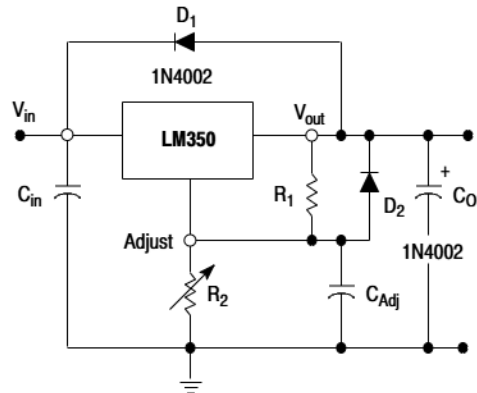 D1
1N4002
Vin
Vout
LM350
Cin
R1
D2
+
CO
1N4002
Adjust
R2
CAdj